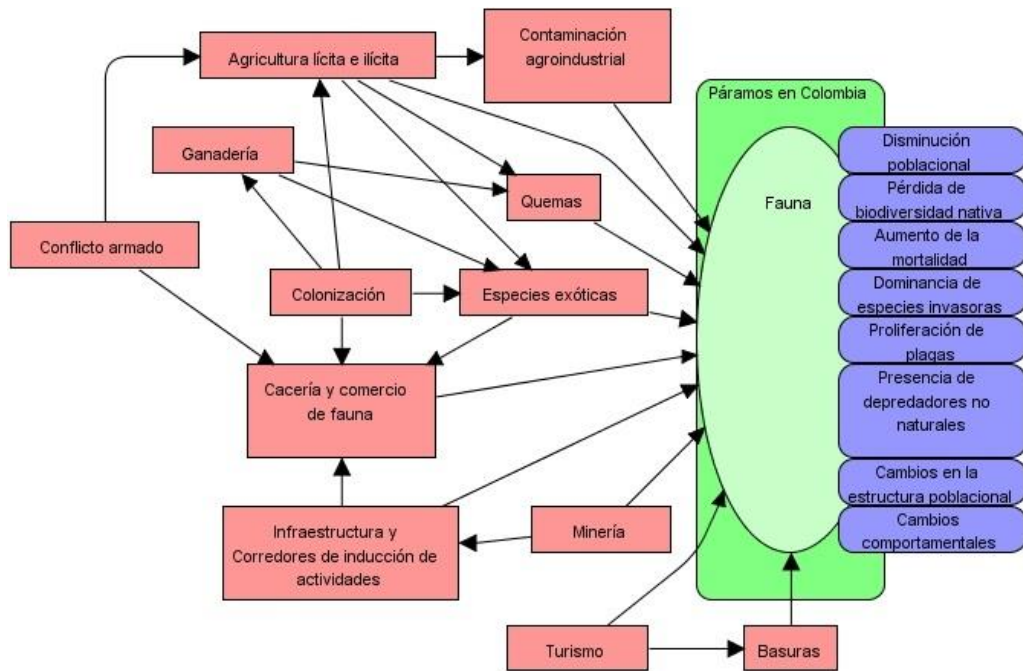 Contaminación
agroindustrial
Agricultura lícita e ilícita
Páramos en Colombia
Ganadería
Quemas
Fauna
Disminución
poblacional
Pérdida de
biodiversidad nativa
Aumento de la
mortalidad
Dominancia de
especies invasoras
Proliferación de
plagas
Presencia de
depredadores no
naturales
Cambios en la
estructura poblacional
Cambios
comportamentales
Conflicto armado
Colonización
Especies exóticas
Cacería y comercio
de fauna
Infraestructura y
Corredores de inducción de
actividades
Minería
Turismo
Basuras